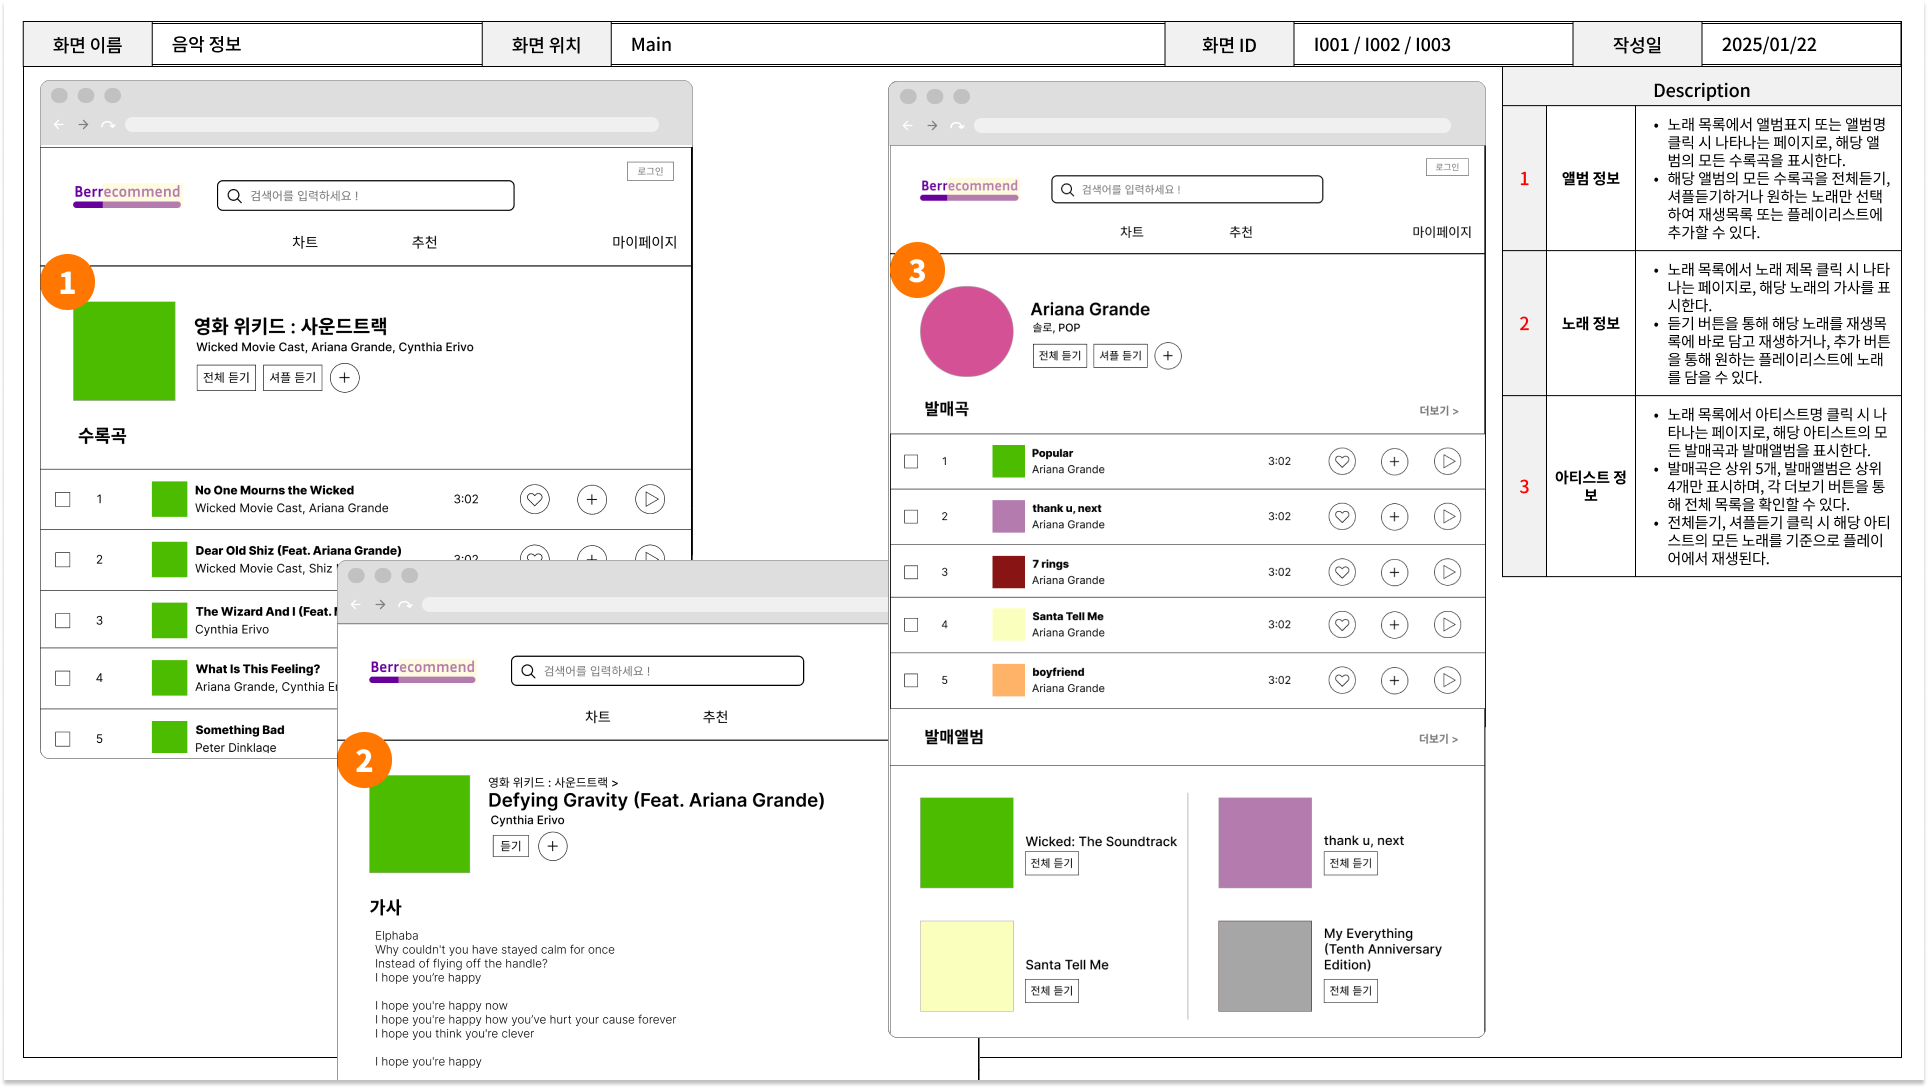 화면 이름
음악 정보
화면 위치
Main
화면 ID
I001 / I002 / I003
작성일
2025/01/22
로그인
Berrecommend
검색어를 입력하세요 !
차트
추천
마이페이지
1
영화 위키드 : 사운드트랙
Wicked Movie Cast, Ariana Grande, Cynthia Erivo
전체 듣기
셔플 듣기
수록곡
1
No One Mourns the Wicked
Wicked Movie Cast, Ariana Grande
3:02
2
Dear Old Shiz (Feat. Ariana Grande)
Wicked Movie Cast, Shiz
3:02
3
The Wizard And I (Feat.
Cynthia Erivo
4
What Is This Feeling?
Ariana Grande, Cynthia
5
Something Bad
Peter Dinklage
Berrecommend
검색어를 입력하세요 !
차트
추천
2
영화 위키드 : 사운드트랙 >
Defying Gravity (Feat. Ariana Grande)
Cynthia Erivo
듣기
가사
Elphaba
Why couldn't you have stayed calm for once
Instead of flying off the handle?
I hope you're happy
I hope you're happy now
I hope you're happy how you've hurt your cause forever
I hope you think you're clever
I hope you're happy
로그인
Berrecommend
검색어를 입력하세요 !
차트
추천
마이페이지
3
Ariana Grande
솔로, POP
전체 듣기
셔플 듣기
발매곡
더보기 >
1
Popular
Ariana Grande
3:02
2
thank u, next
Ariana Grande
3:02
3
7 rings
Ariana Grande
3:02
4
Santa Tell Me
Ariana Grande
3:02
5
boyfriend
Ariana Grande
3:02
발매앨범
더보기 >
Wicked: The Soundtrack
전체 듣기
thank u, next
전체 듣기
Santa Tell Me
전체 듣기
My Everything
(Tenth Anniversary
Edition)
전체 듣기
Description
1
앨범 정보
• 노래 목록에서 앨범표지 또는 앨범명
클릭 시 나타나는 페이지로, 해당 앨
범의 모든 수록곡을 표시한다.
• 해당 앨범의 모든 수록곡을 전체듣기,
셔플듣기하거나 원하는 노래만 선택
하여 재생목록 또는 플레이리스트에
추가할 수 있다.
2
노래 정보
• 노래 목록에서 노래 제목 클릭 시 나타
나는 페이지로, 해당 노래의 가사를 표
시한다.
• 듣기 버튼을 통해 해당 노래를 재생목
록에 바로 담고 재생하거나, 추가 버튼
을 통해 원하는 플레이리스트에 노래
를 담을 수 있다.
3
아티스트 정
보
• 노래 목록에서 아티스트명 클릭 시 나
타나는 페이지로, 해당 아티스트의 모
든 발매곡과 발매앨범을 표시한다.
• 발매곡은 상위 5개, 발매앨범은 상위
4개만 표시하며, 각 더보기 버튼을 통
해 전체 목록을 확인할 수 있다.
• 전체듣기, 셔플듣기 클릭 시 해당 아티
스트의 모든 노래를 기준으로 플레이
어에서 재생된다.